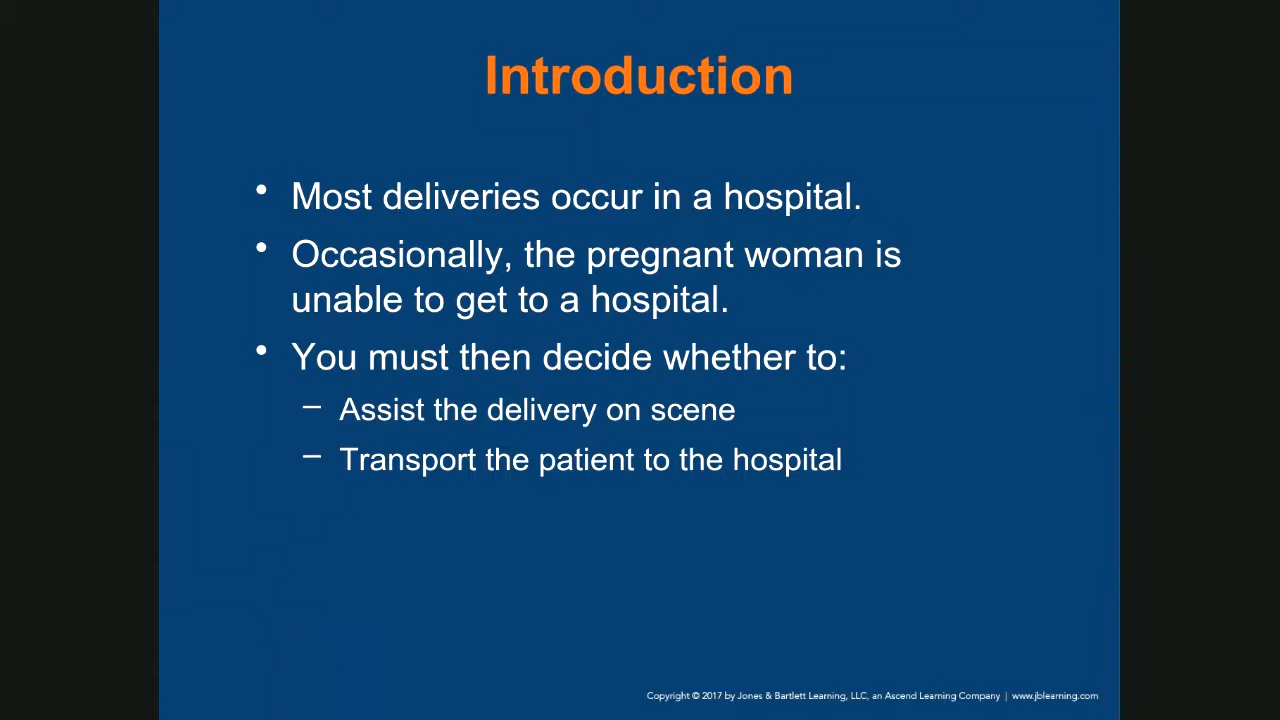 Introduction
• Most deliveries occur in a hospital.
• Occasionally, the pregnant woman is
unable to get to a hospital.
• You must then decide whether to:
– Assist the delivery on scene
– Transport the patient to the hospital
Copyright © 2017 by Jones & Bartlett Learning, LLC, an Ascend Learning Company | www.jblearning.com